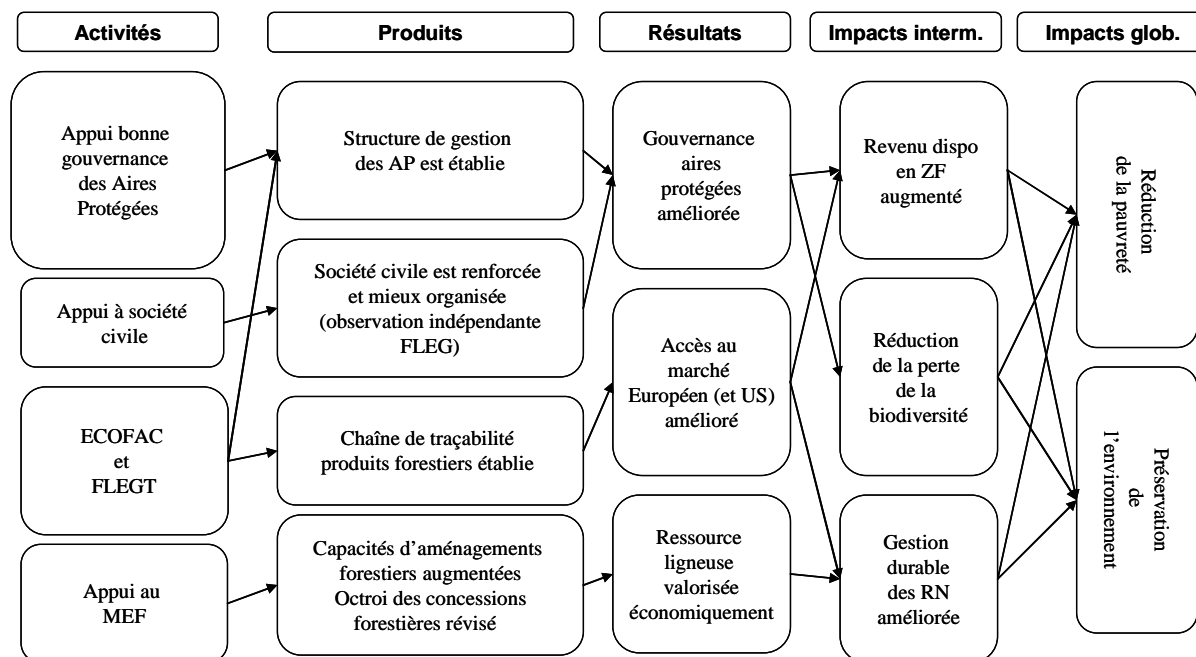 Activités
Produits
Résultats
Impacts interm.
Impacts glob.
Appui bonne
gouvernance
des Aires
Protégées
Appui à société
civile
ECOFAC
et
FLEGT
Appui au
MEF
Structure de gestion
des AP est établie
Société civile est renforcée
et mieux organisée
(observation indépendante
FLEG)
Chaîne de traçabilité
produits forestiers établie
Capacités d’aménagements
forestiers augmentées
Octroi des concessions
forestières révisé
Gouvernance
aires
protégées
améliorée
Accès au
marché
Européen (et US)
amélioré
Ressource
ligneuse
valorisée
économiquement
Revenu dispo
en ZF
augmenté
Réduction
de la perte
de la
biodiversité
Gestion
durable
des RN
améliorée
Réduction
de la pauvreté
Préservation
de
l’environnement